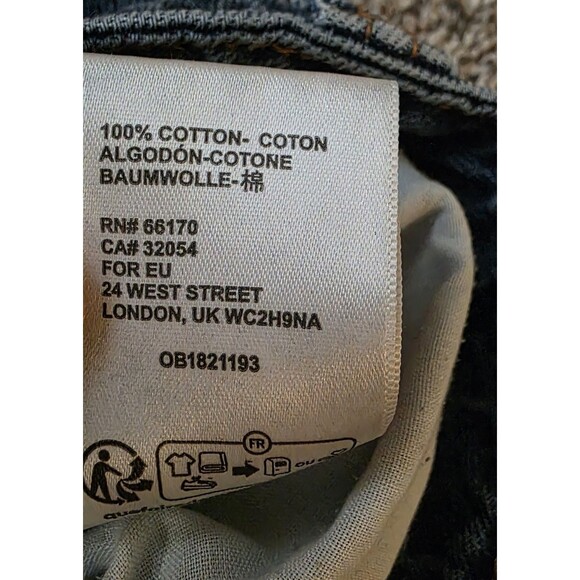 100% COTTON- COTON
ALGODÓN-COTONE
BAUMWOLLE-棉
RN# 66170
CA# 32054
FOR EU
24 WEST STREET
LONDON, UK WC2H9NA
OB1821193
FR
OU